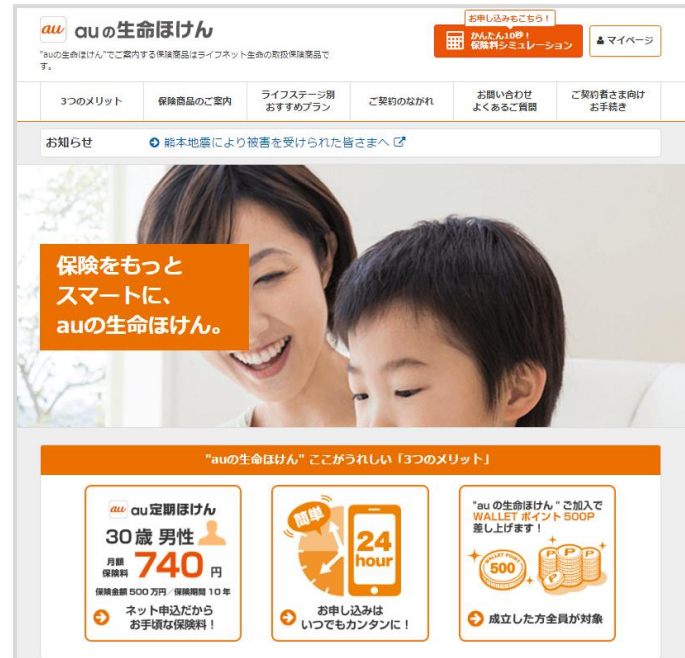 au auの生命ほけん
"auの生命ほけん"でご案内する保険商品はライフネット生命の取扱保険商品で
す。
お申し込みもこちら！
かんたん10秒！
保険料シミュレーション
マイページ
3つのメリット
保険商品のご案内
ライフステージ別
おすすめプラン
ご契約のながれ
お問い合わせ
よくあるご質問
ご契約者さま向け
お手続き
お知らせ
熊本地震により被害を受けられた皆さまへ
保険をもっと
スマートに、
auの生命ほけん。
"auの生命ほけん" ここがうれしい「3つのメリット」
au au定期ほけん
30歳 男性
月額
保険料 740 円
保険金額 500万円／保険期間 10年
ネット申込だから
お手頃な保険料！
簡単
24
hour
お申し込みは
いつでもカンタンに！
"au の生命ほけん" ご加入で
WALLET ポイント 500P
差し上げます！
WALLET POINT
500
P P P
成立した方全員が対象